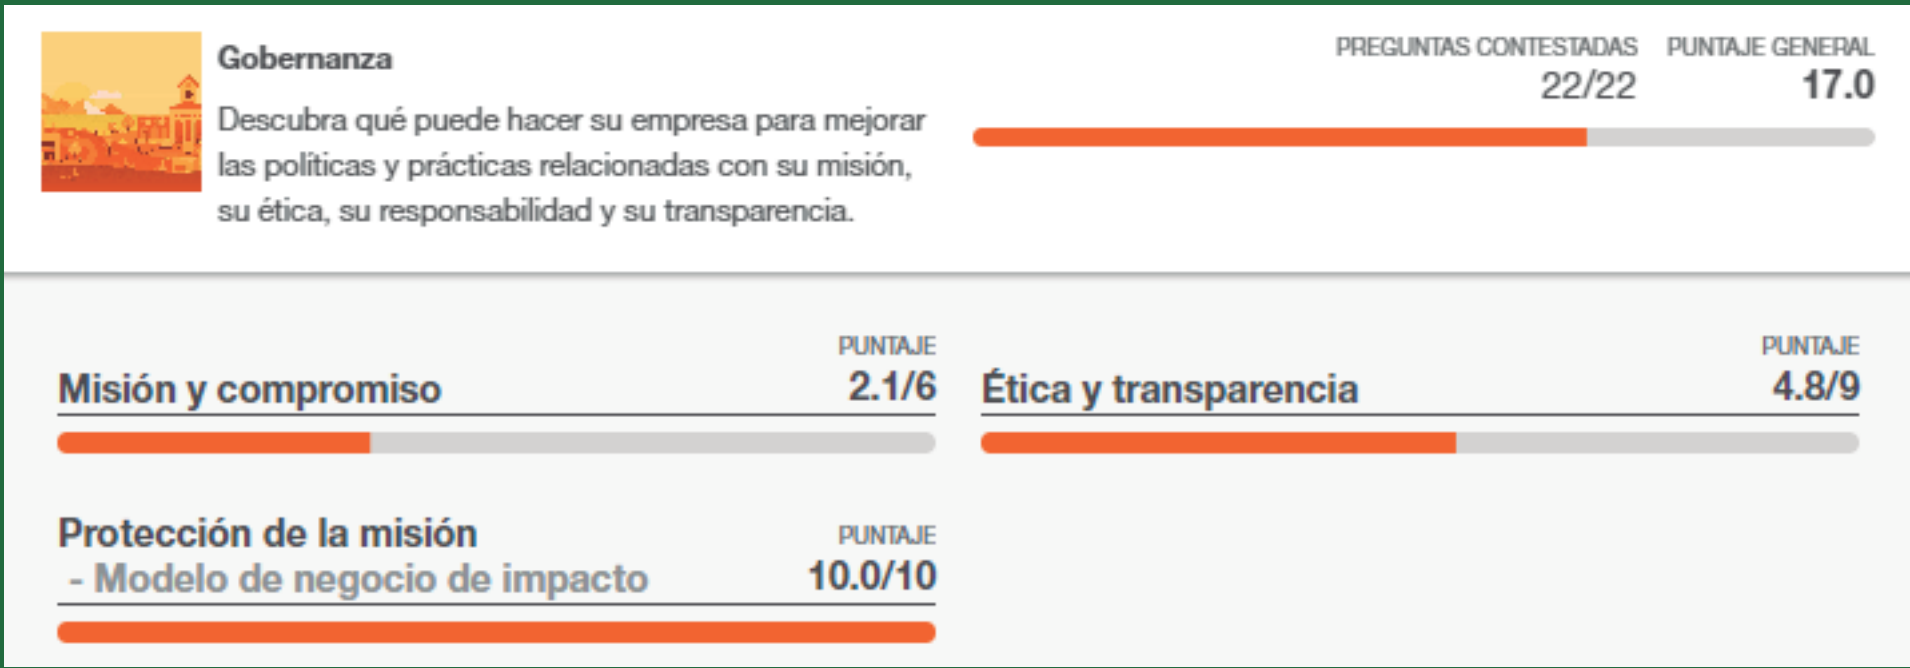 Gobernanza
Descubra qué puede hacer su empresa para mejorar
las políticas y prácticas relacionadas con su misión,
su ética, su responsabilidad y su transparencia.
PREGUNTAS CONTESTADAS
22/22
PUNTAJE GENERAL
17.0
Misión y compromiso
PUNTAJE
2.1/6
Ética y transparencia
PUNTAJE
4.8/9
Protección de la misión
- Modelo de negocio de impacto
PUNTAJE
10.0/10